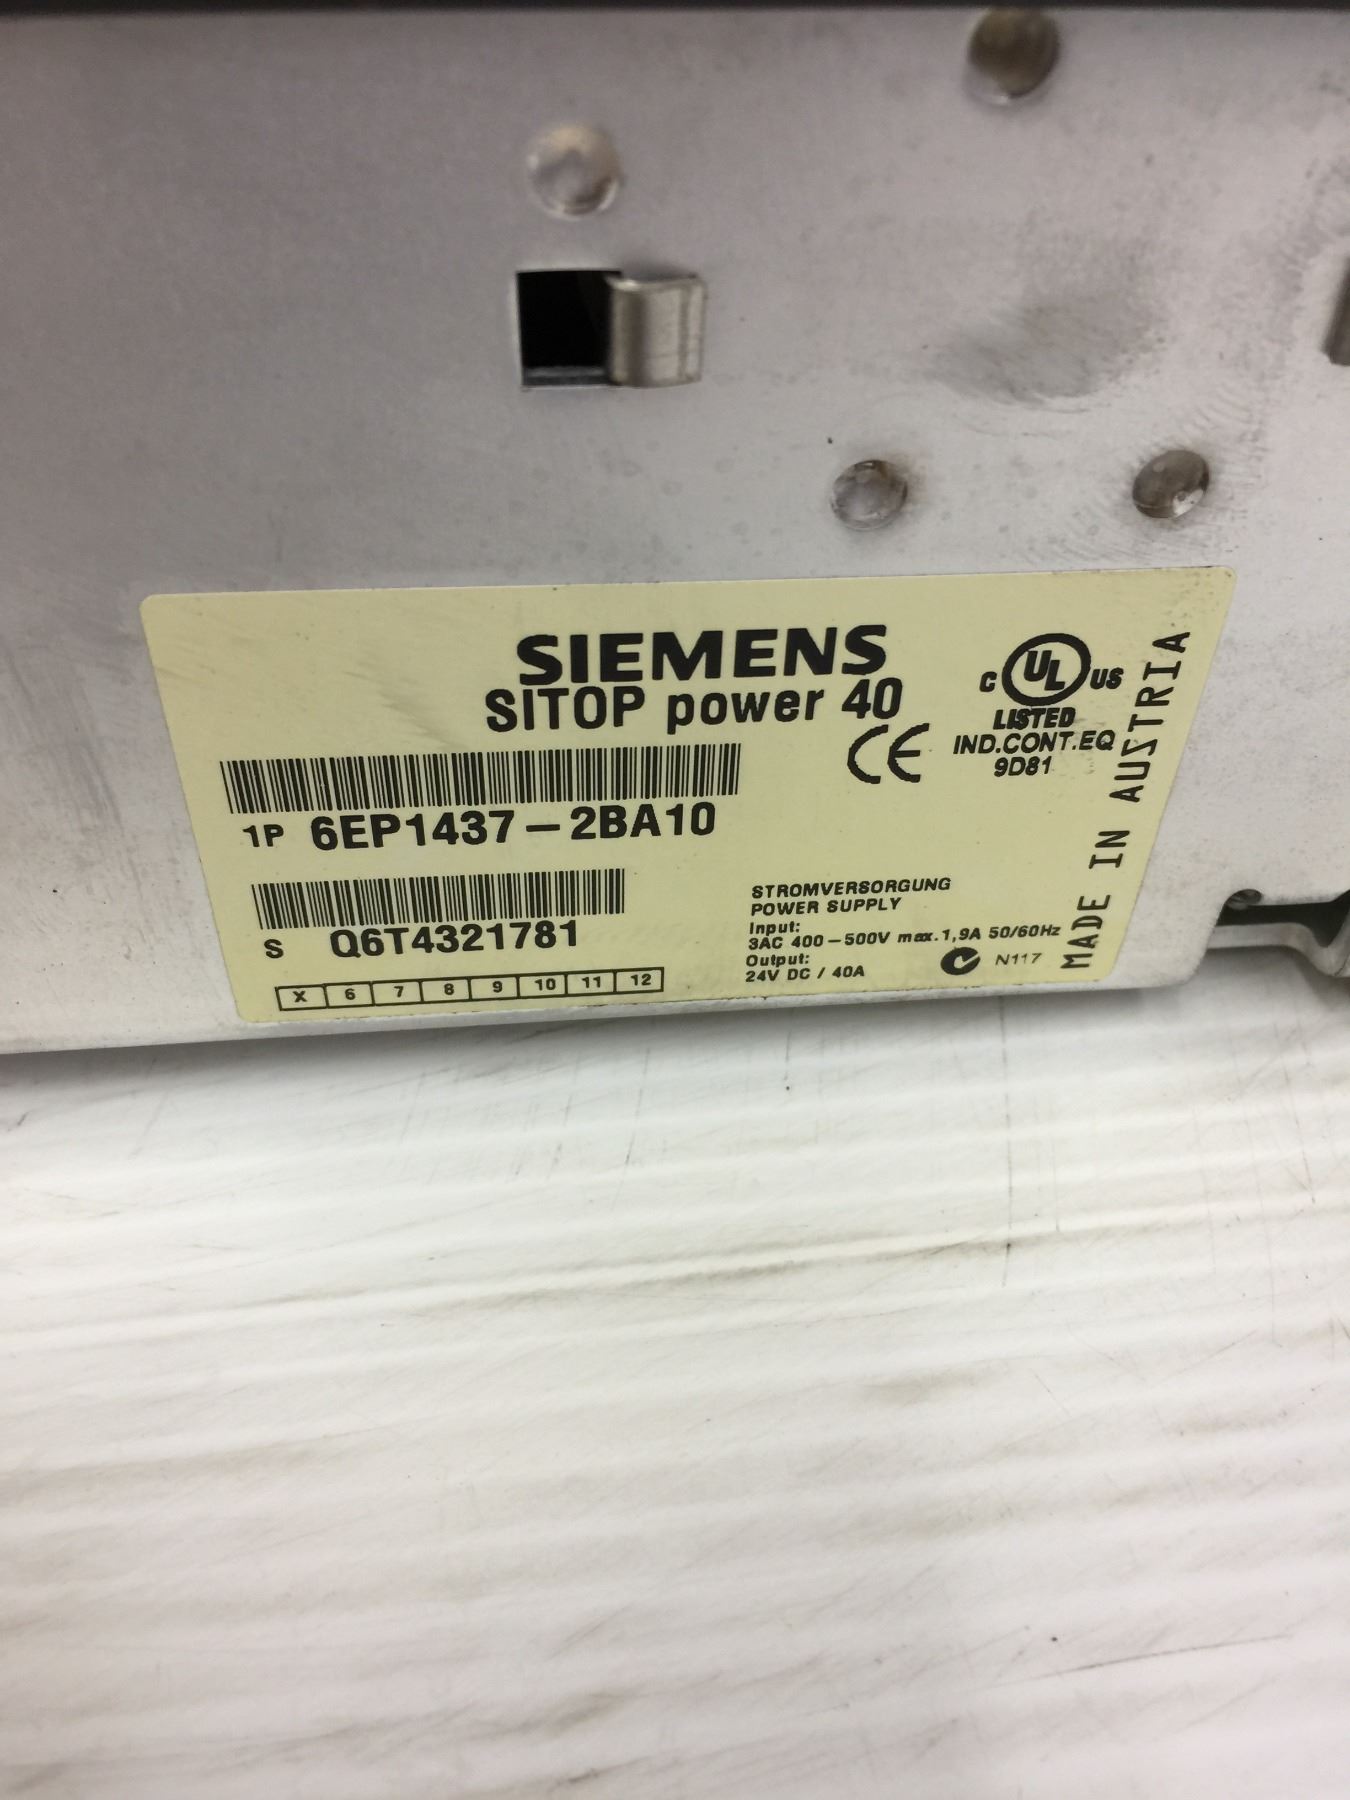 SIEMENS
SITOP power 40
C UL US
LISTED
IND.CONT.EQ
9D81
CE
1P 6EP1437-2BA10
S Q6T4321781
X 6 7 8 9 10 11 12
STROMVERSORGUNG
POWER SUPPLY
Input:
3AC 400-500V max.1,9A 50/60Hz
Output:
24V DC / 40A
N117
MADE IN AUSTRIA